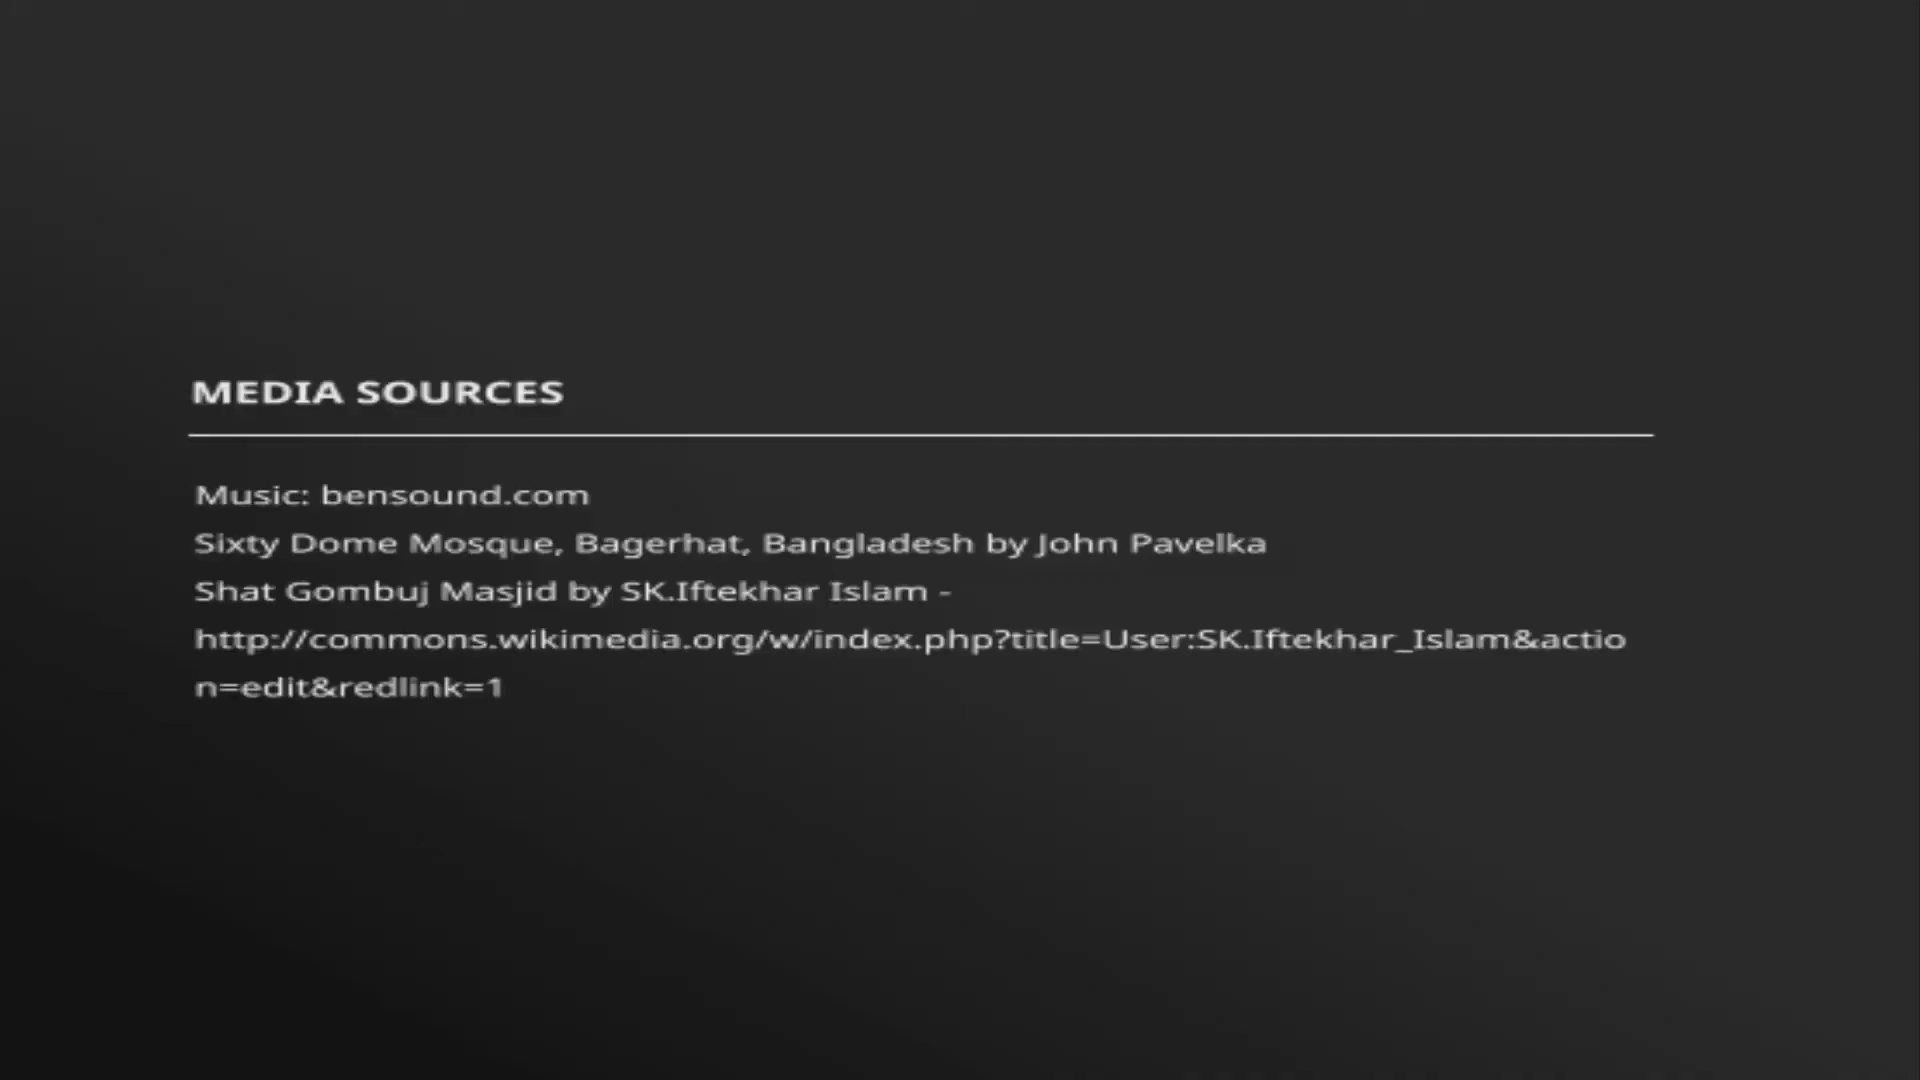 MEDIA SOURCES
Music: bensound.com
Sixty Dome Mosque, Bagerhat, Bangladesh by John Pavelka
Shat Gombuj Masjid by SK.Iftekhar Islam -
http://commons.wikimedia.org/w/index.php?title=User:SK.Iftekhar_Islam&actio
n=edit&redlink=1